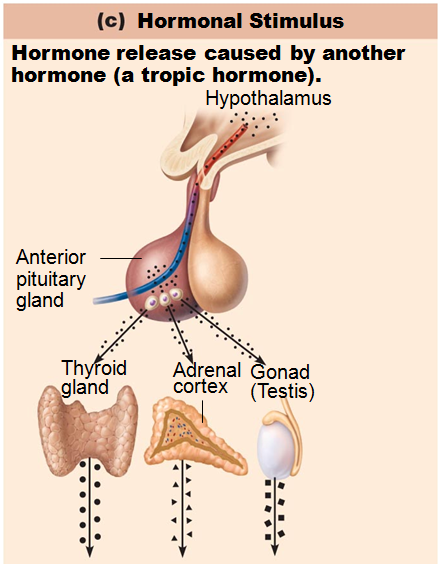 (c) Hormonal Stimulus
Hormone release caused by another
hormone (a tropic hormone).
Hypothalamus
Anterior
pituitary
gland
Thyroid
gland
Adrenal
cortex
Gonad
(Testis)